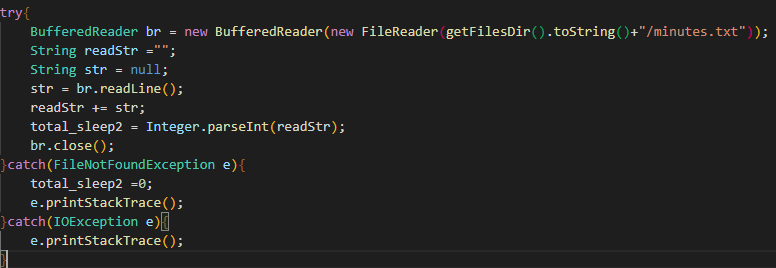 try{
    BufferedReader br = new BufferedReader(new FileReader(getFilesDir().toString()+"/minutes.txt"));
    String readStr ="";
    String str = null;
    str = br.readLine();
    readStr += str;
    total_sleep2 = Integer.parseInt(readStr);
    br.close();
}catch(FileNotFoundException e){
    total_sleep2 =0;
    e.printStackTrace();
}catch(IOException e){
    e.printStackTrace();
}